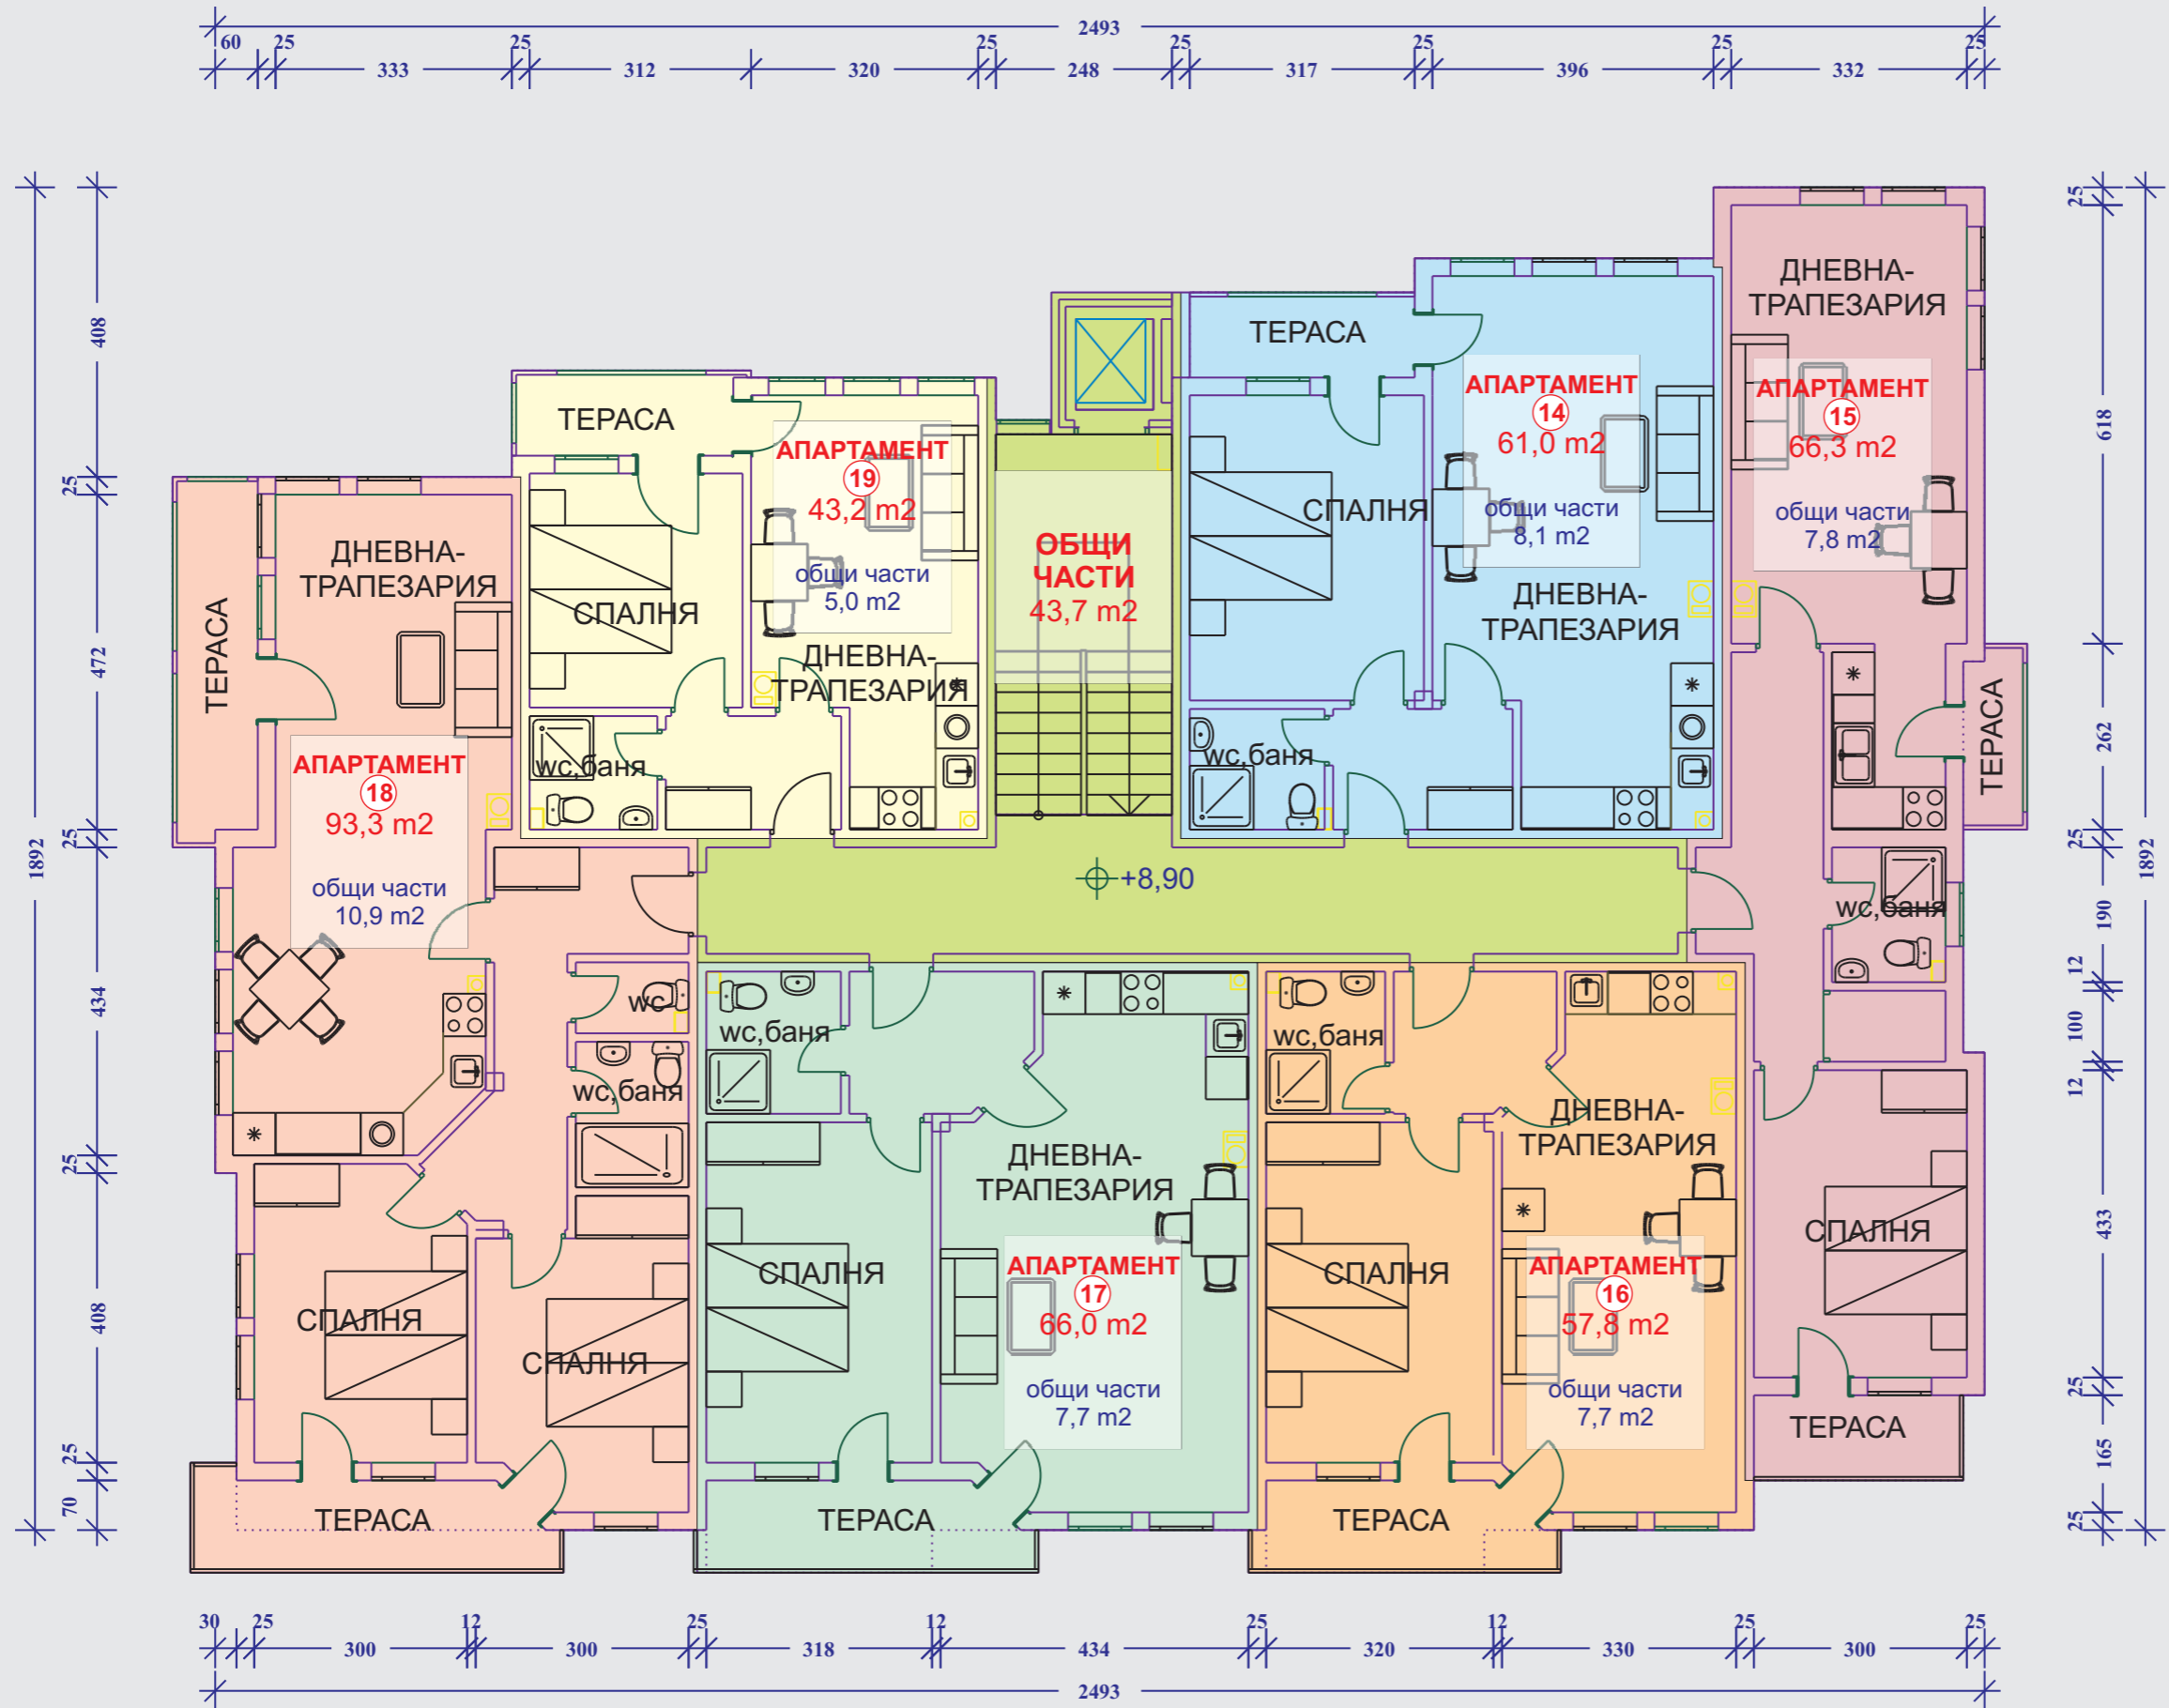 2493
60 25 333 25 312 320 25 248 25 317 25 396 25 332 25
1892
408
25
472
25
434
25
408
25
70
25
618
262
25
190
12
100
12
433
25
165
25
1892
ДНЕВНА-
ТРАПЕЗАРИЯ
АПАРТАМЕНТ
15
66,3 m2
общи части
7,8 m2
ТЕРАСА
ТЕРАСА
АПАРТАМЕНТ
14
61,0 m2
общи части
8,1 m2
СПАЛНЯ
ДНЕВНА-
ТРАПЕЗАРИЯ
wc,баня
ТЕРАСА
АПАРТАМЕНТ
19
43,2 m2
общи части
5,0 m2
СПАЛНЯ
ДНЕВНА-
ТРАПЕЗАРИЯ
wc,баня
ОБЩИ
ЧАСТИ
43,7 m2
+8,90
ДНЕВНА-
ТРАПЕЗАРИЯ
ТЕРАСА
АПАРТАМЕНТ
18
93,3 m2
общи части
10,9 m2
wc
wc,баня
СПАЛНЯ
СПАЛНЯ
ТЕРАСА
wc,баня
ДНЕВНА-
ТРАПЕЗАРИЯ
СПАЛНЯ
АПАРТАМЕНТ
17
66,0 m2
общи части
7,7 m2
ТЕРАСА
wc,баня
ДНЕВНА-
ТРАПЕЗАРИЯ
СПАЛНЯ
АПАРТАМЕНТ
16
57,8 m2
общи части
7,7 m2
ТЕРАСА
wc,баня
СПАЛНЯ
ТЕРАСА
30 25 300 12 300 25 318 12 434 25 320 12 330 25 300 25
2493